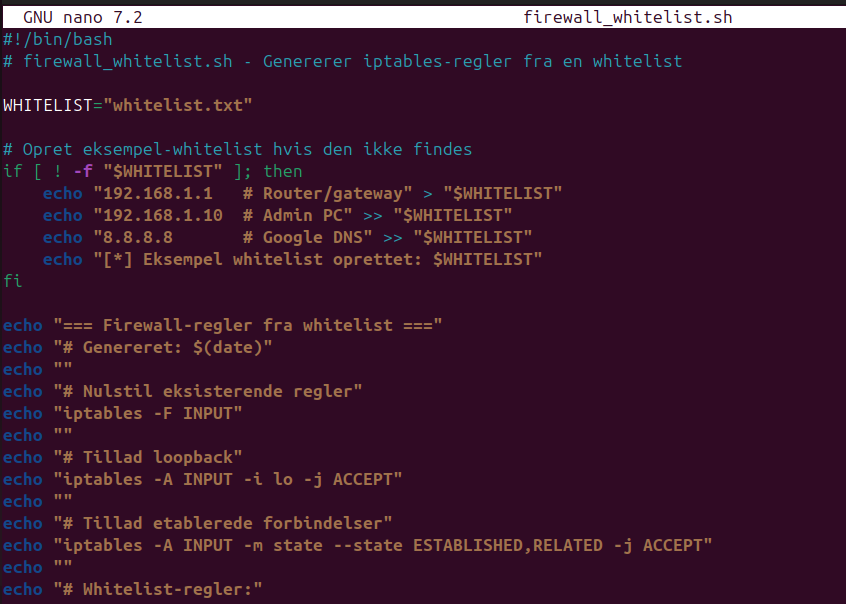 GNU nano 7.2 firewall_whitelist.sh
#!/bin/bash
# firewall_whitelist.sh - Genererer iptables-regler fra en whitelist

WHITELIST="whitelist.txt"

# Opret eksempel-whitelist hvis den ikke findes
if [ ! -f "$WHITELIST" ]; then
    echo "192.168.1.1   # Router/gateway" > "$WHITELIST"
    echo "192.168.1.10  # Admin PC" >> "$WHITELIST"
    echo "8.8.8.8       # Google DNS" >> "$WHITELIST"
    echo "[*] Eksempel whitelist oprettet: $WHITELIST"
fi

echo "=== Firewall-regler fra whitelist ==="
echo "# Genereret: $(date)"
echo ""
echo "# Nulstil eksisterende regler"
echo "iptables -F INPUT"
echo ""
echo "# Tillad loopback"
echo "iptables -A INPUT -i lo -j ACCEPT"
echo ""
echo "# Tillad etablerede forbindelser"
echo "iptables -A INPUT -m state --state ESTABLISHED,RELATED -j ACCEPT"
echo ""
echo "# Whitelist-regler:"